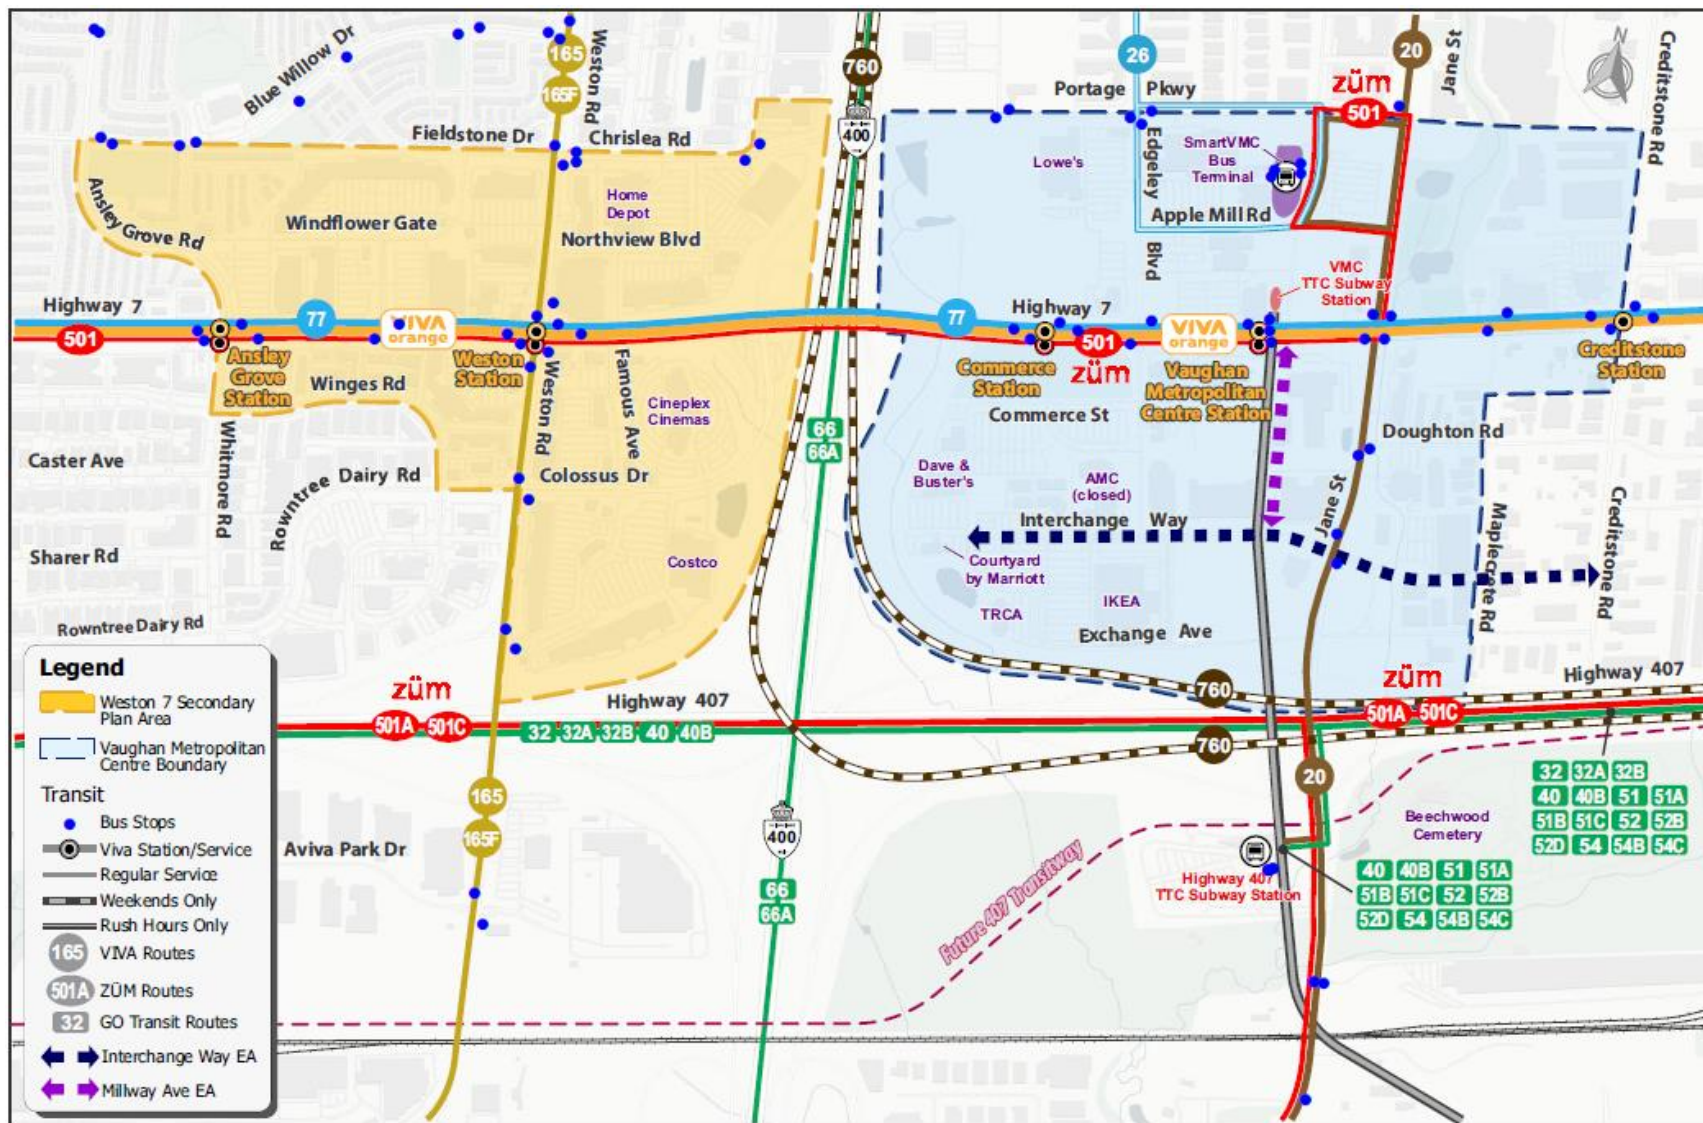 Blue Willow Dr
165
165F
Weston Rd
760
400
26
Portage Pkwy
20
Jane St
züm
501
N
Creditstone Rd
Fieldstone Dr
Chrislea Rd
Lowe's
Edgeley
Blvd
SmartVMC
Bus
Terminal
Apple Mill Rd
Ansley Grove Rd
Windflower Gate
Home
Depot
Northview Blvd
VMC
TTC Subway
Station
Highway 7
77
VIVA
orange
501
Ansley
Grove
Station
Weston
Station
77
Highway 7
501
züm
VIVA
orange
Commerce
Station
Vaughan
Metropolitan
Centre Station
Creditstone
Station
Winges Rd
Weston Rd
Famous Ave
Cineplex
Cinemas
Commerce St
Doughton Rd
66
66A
Caster Ave
Whitmore Rd
Rowntree Dairy Rd
Colossus Dr
Dave &
Buster's
AMC
(closed)
Interchange Way
Jane St
Maplecrete Rd
Creditstone Rd
Sharer Rd
Costco
Courtyard
by Marriott
TRCA
IKEA
Exchange Ave
Rowntree Dairy Rd
Highway 407
züm
501A 501C
32 32A 32B 40 40B
760
760
züm
501A 501C
Highway 407
165
165F
400
66
66A
Aviva Park Dr
20
Beechwood
Cemetery
32 32A 32B
40 40B 51 51A
51B 51C 52 52B
52D 54 54B 54C
Highway 407
TTC Subway Station
40 40B 51 51A
51B 51C 52 52B
52D 54 54B 54C
Future 407 Transitway
Legend
Weston 7 Secondary
Plan Area
Vaughan Metropolitan
Centre Boundary
Transit
Bus Stops
Viva Station/Service
Regular Service
Weekends Only
Rush Hours Only
165 VIVA Routes
501A ZÜM Routes
32 GO Transit Routes
Interchange Way EA
Millway Ave EA